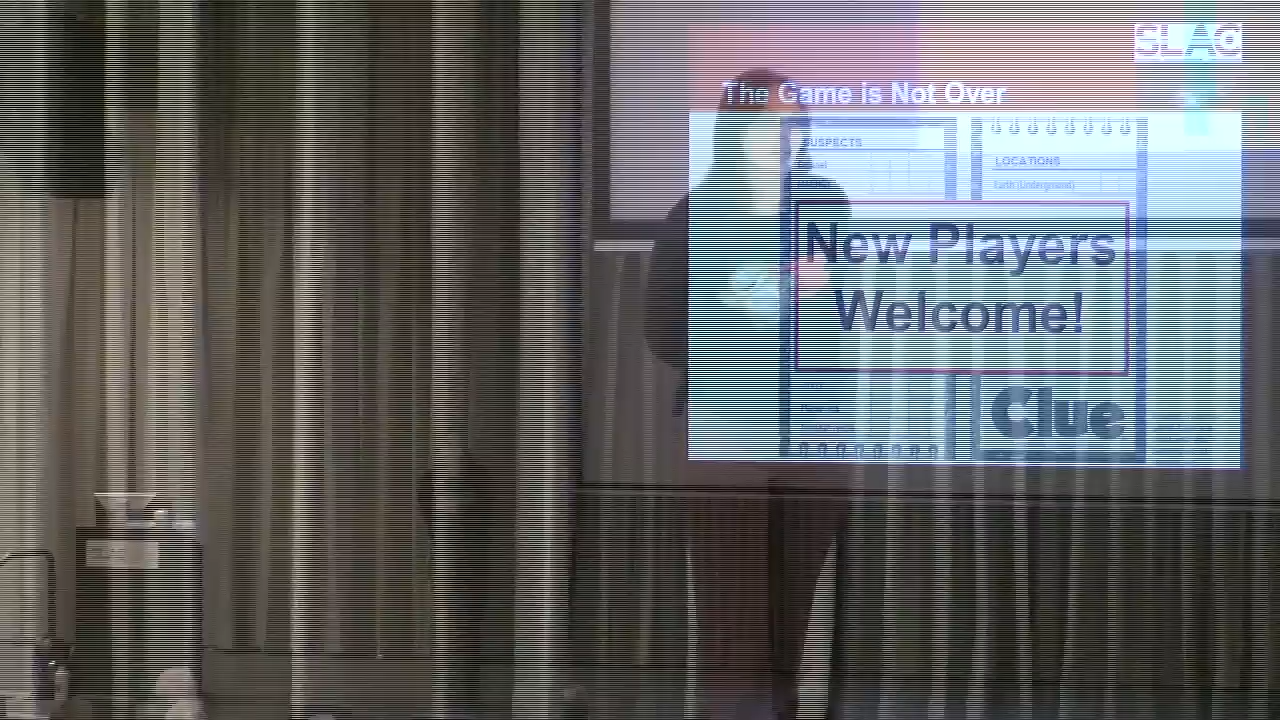 SLAC
The Game is Not Over
SUSPECTS
LOCATIONS
Earth (Underground)
New Players
Welcome!
Clue